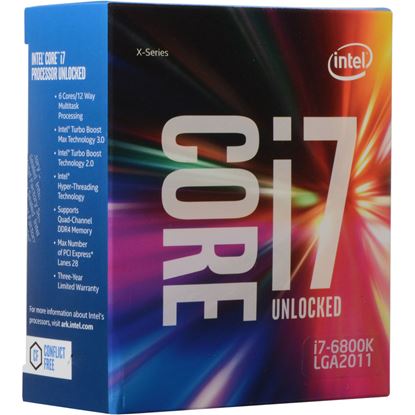 INTEL® CORE™ i7
PROCESSOR UNLOCKED
• 6 Cores/12 Way
Multitask
Processing
• Intel® Turbo Boost
Max Technology 3.0
• Intel® Turbo Boost
Technology 2.0
• Intel®
Hyper-Threading
Technology
• Supports
Quad-Channel
DDR4 Memory
• Max Number
of PCI Express*
Lanes 28
• Three-Year
Limited Warranty
For more information about Intel's
processors, visit ark.intel.com
CF
CONFLICT
FREE
X-Series
intel
CORE
i7
UNLOCKED
i7-6800K
LGA2011